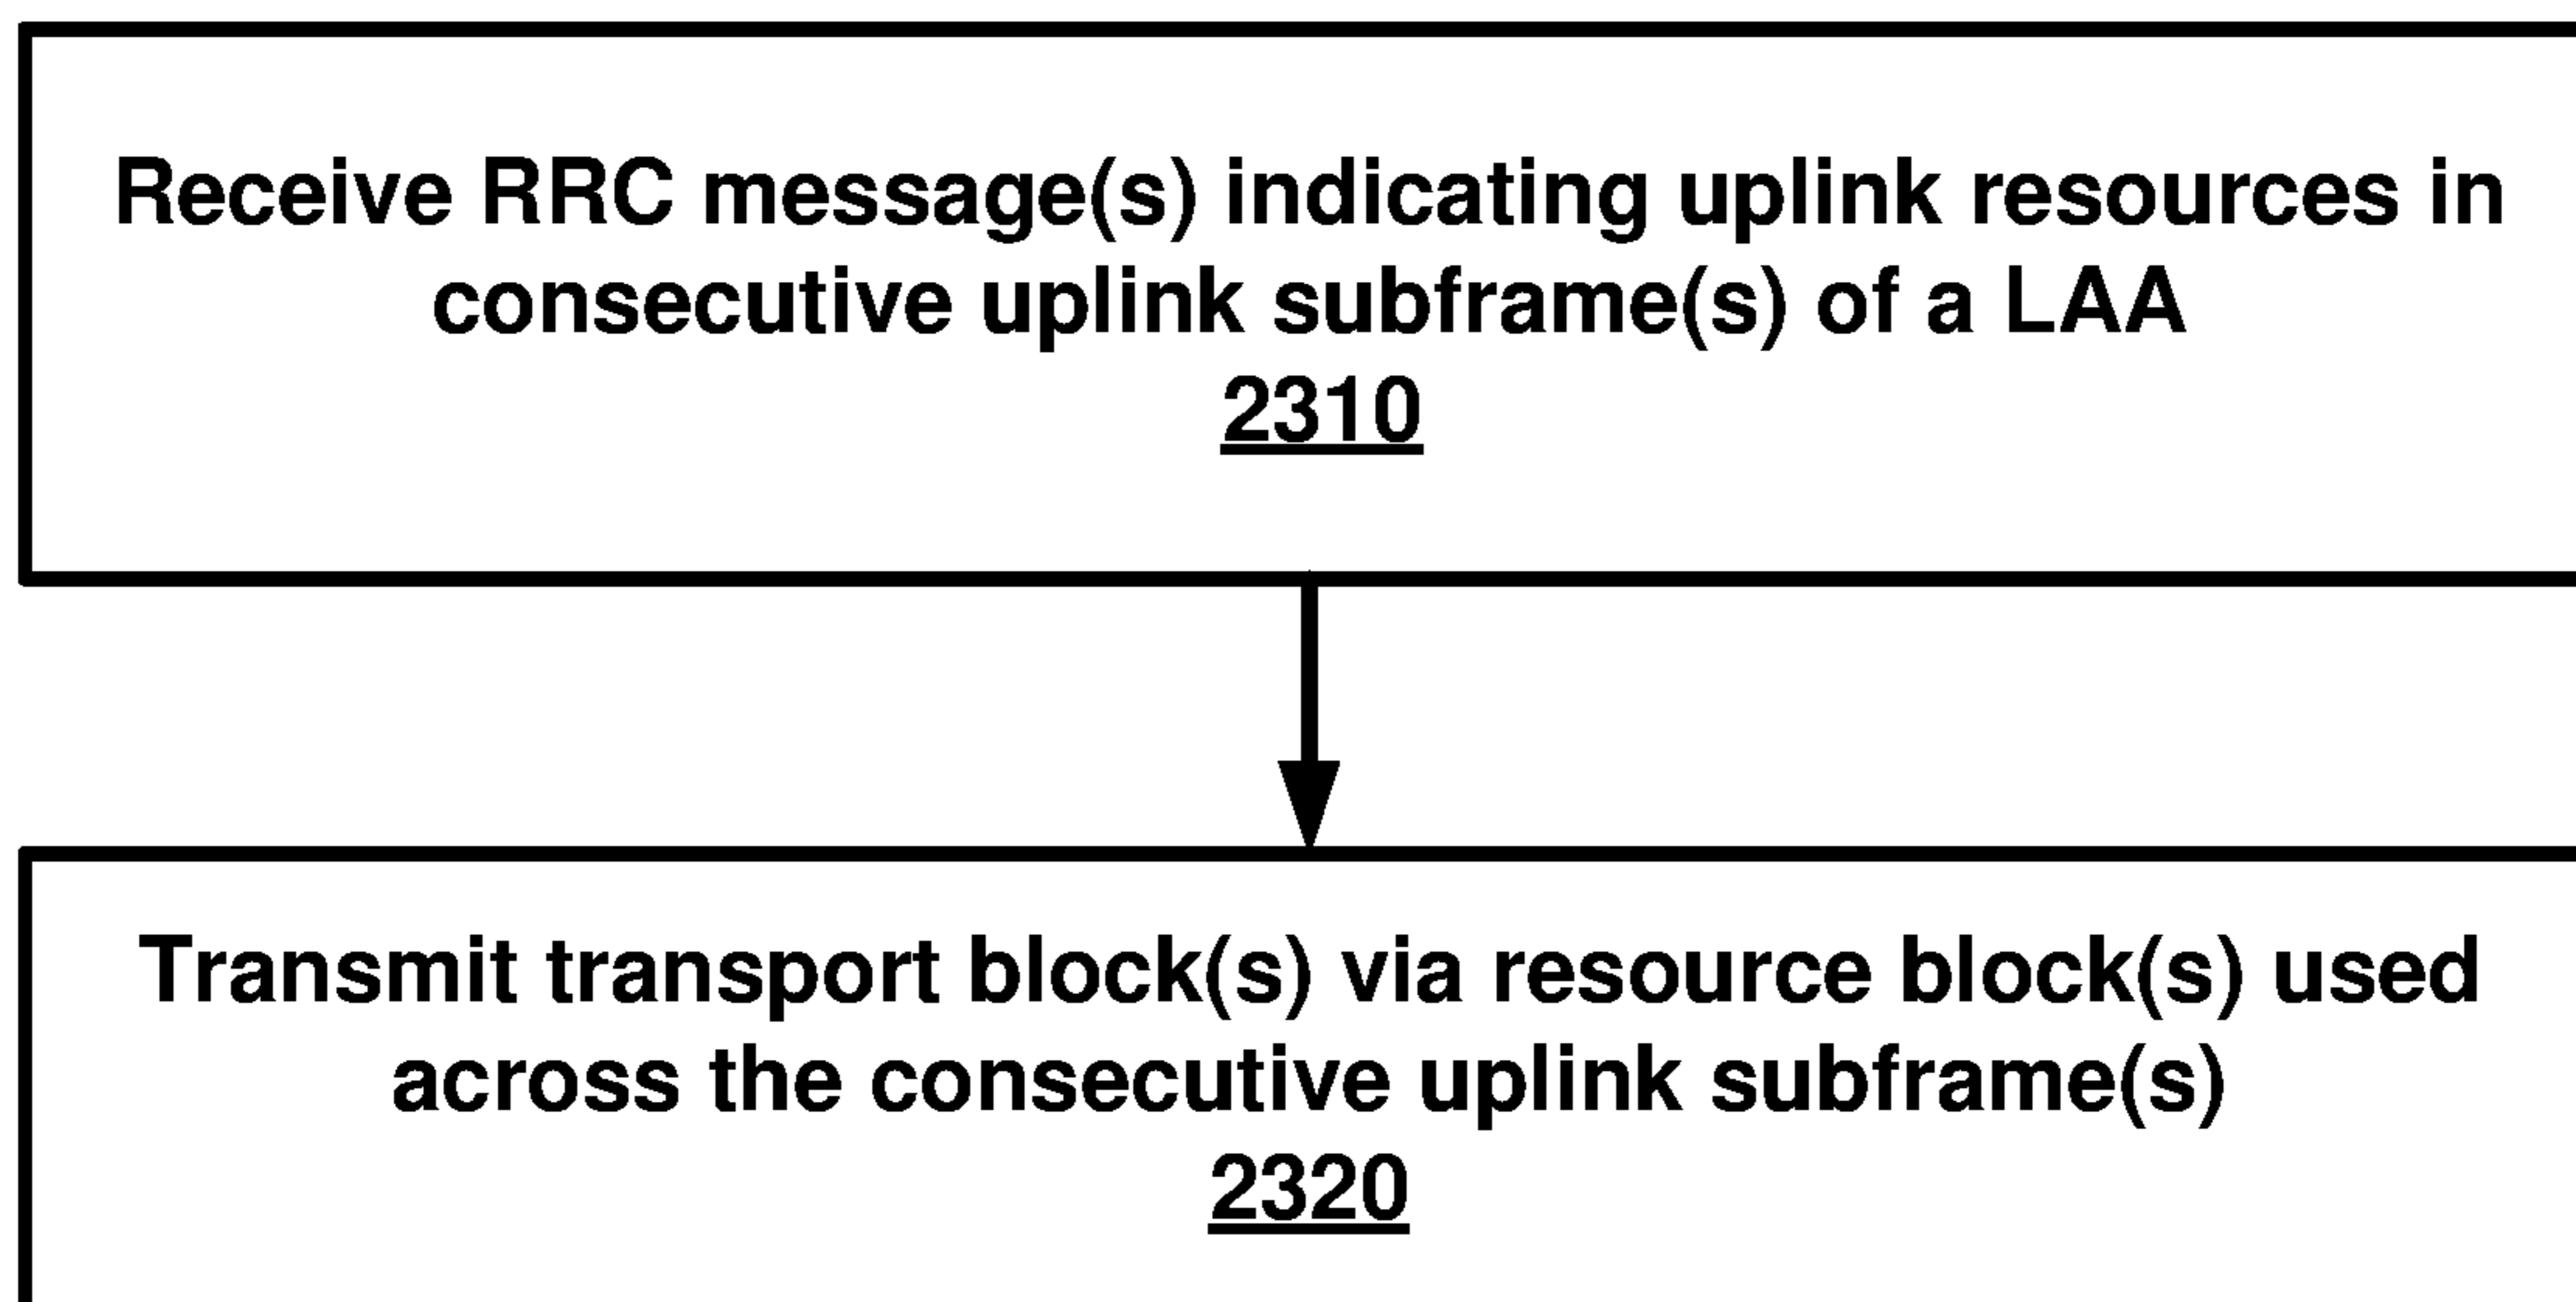 Receive RRC message(s) indicating uplink resources in
consecutive uplink subframe(s) of a LAA
2310
Transmit transport block(s) via resource block(s) used
across the consecutive uplink subframe(s)
2320